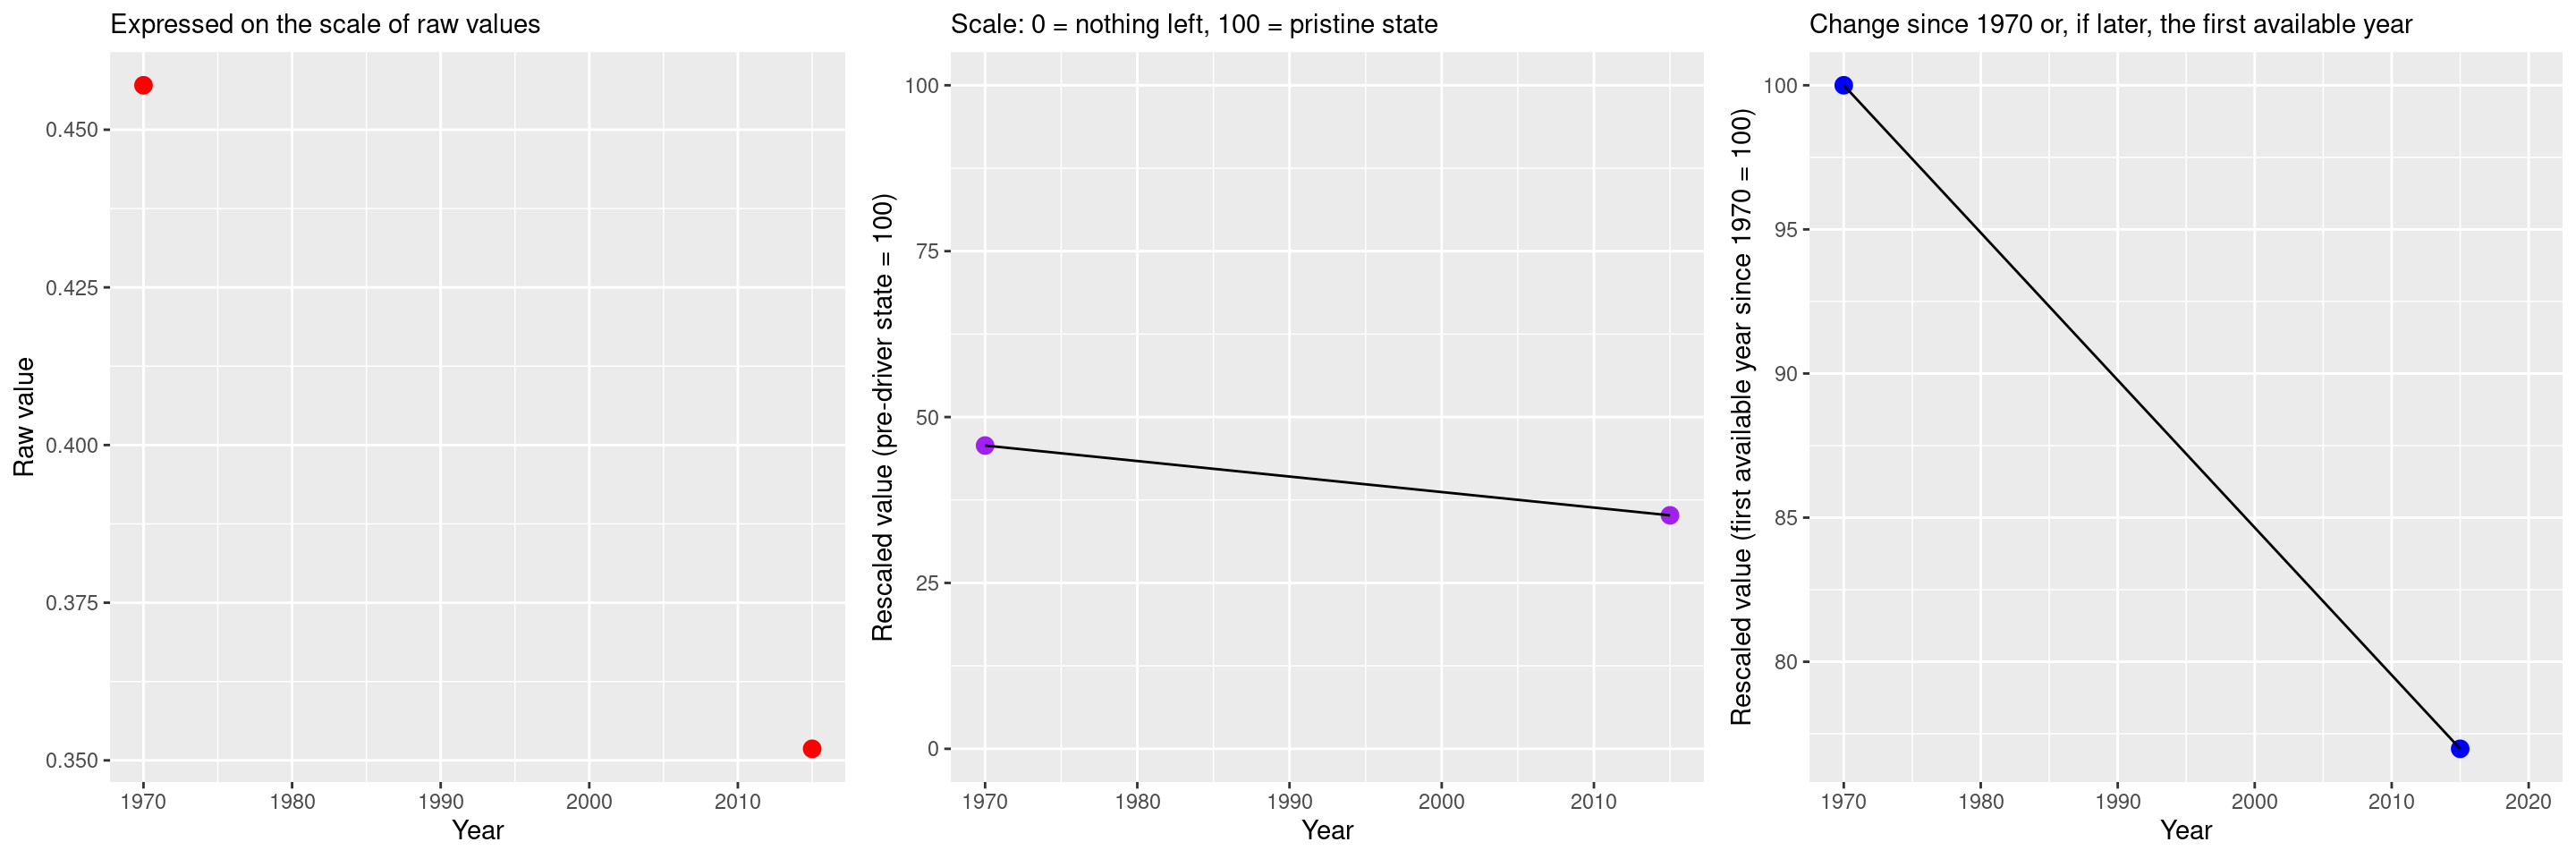 Expressed on the scale of raw values
Raw value
0.450
0.425
0.400
0.375
0.350
1970 1980 1990 2000 2010
Year
Scale: 0 = nothing left, 100 = pristine state
Rescaled value (pre-driver state = 100)
100
75
50
25
0
1970 1980 1990 2000 2010
Year
Change since 1970 or, if later, the first available year
Rescaled value (first available year since 1970 = 100)
100
95
90
85
80
1970 1980 1990 2000 2010 2020
Year